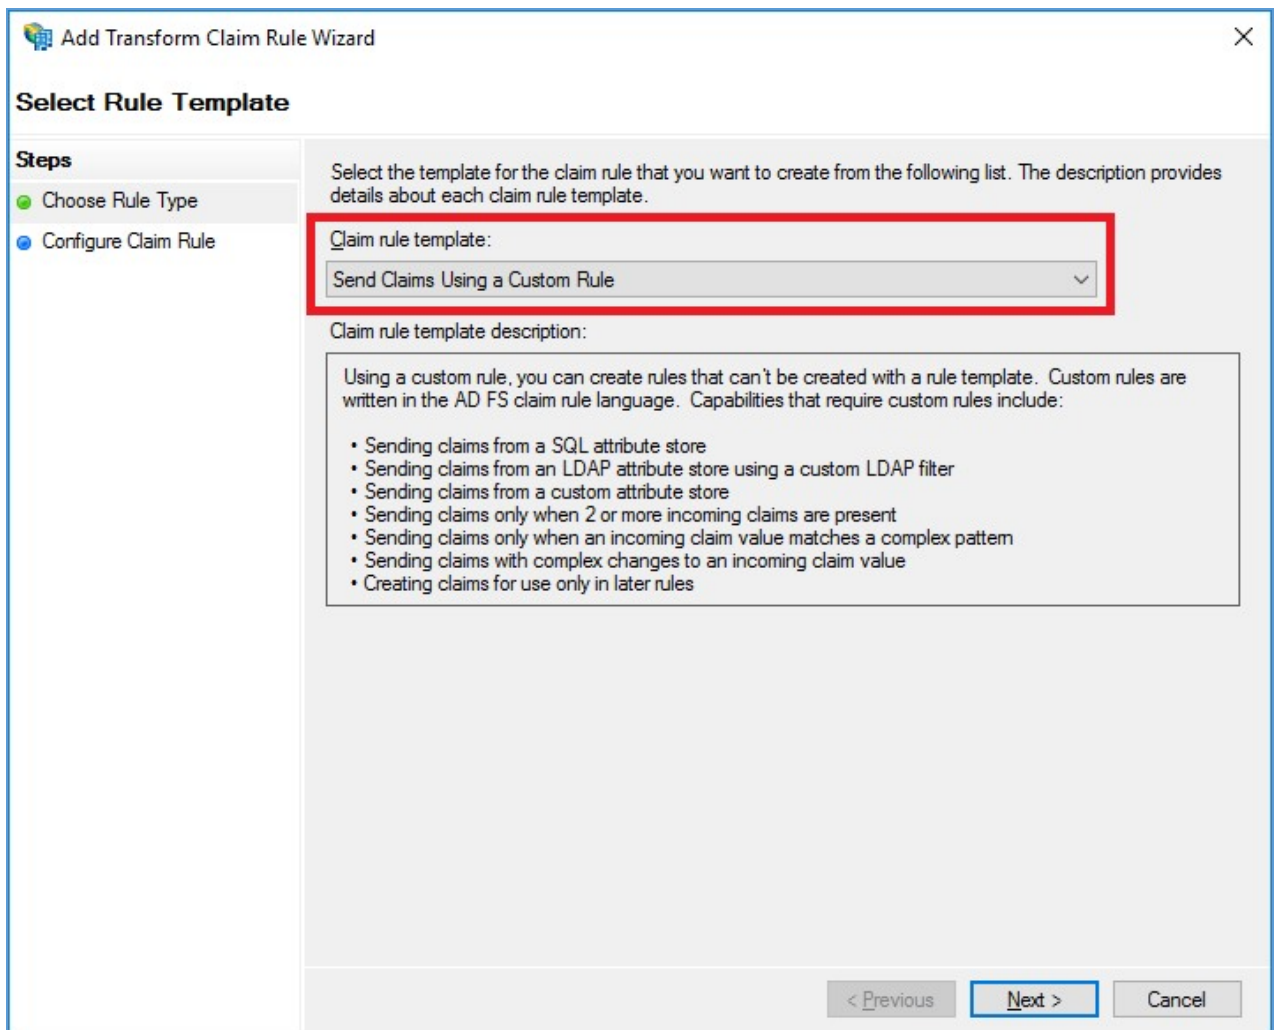 Add Transform Claim Rule Wizard
Select Rule Template
Steps
Choose Rule Type
Configure Claim Rule
Select the template for the claim rule that you want to create from the following list. The description provides
details about each claim rule template.
Claim rule template:
Send Claims Using a Custom Rule
Claim rule template description:
Using a custom rule, you can create rules that can't be created with a rule template. Custom rules are
written in the AD FS claim rule language. Capabilities that require custom rules include:
• Sending claims from a SQL attribute store
• Sending claims from an LDAP attribute store using a custom LDAP filter
• Sending claims from a custom attribute store
• Sending claims only when 2 or more incoming claims are present
• Sending claims only when an incoming claim value matches a complex pattern
• Sending claims with complex changes to an incoming claim value
• Creating claims for use only in later rules
< Previous
Next >
Cancel